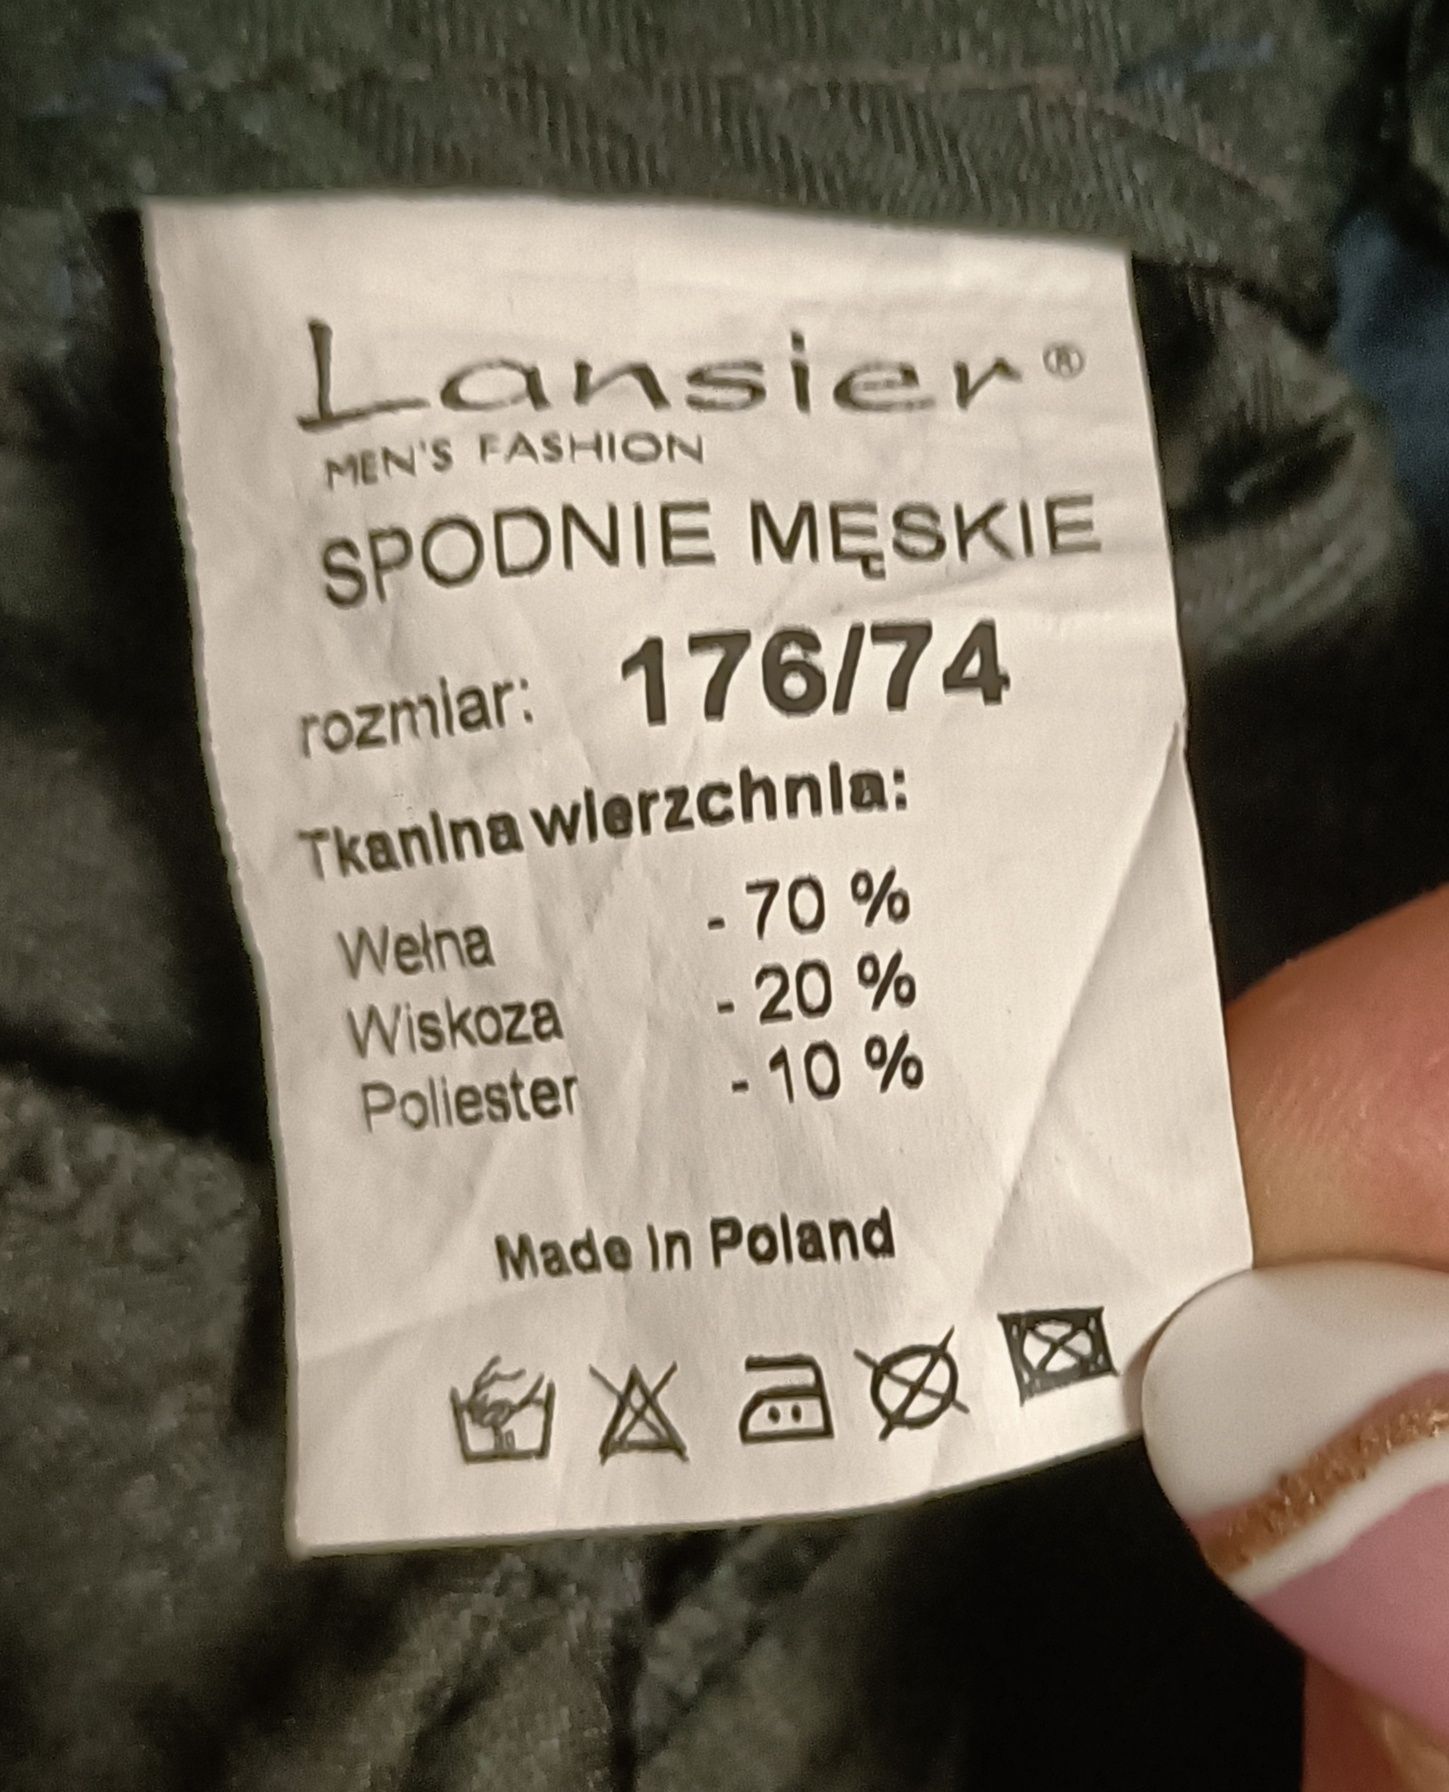 Lansier®
MEN'S FASHION
SPODNIE MĘSKIE
rozmiar: 176/74
Tkanina wierzchnia:
Wełna - 70 %
Wiskoza - 20 %
Poliester - 10 %
Made in Poland